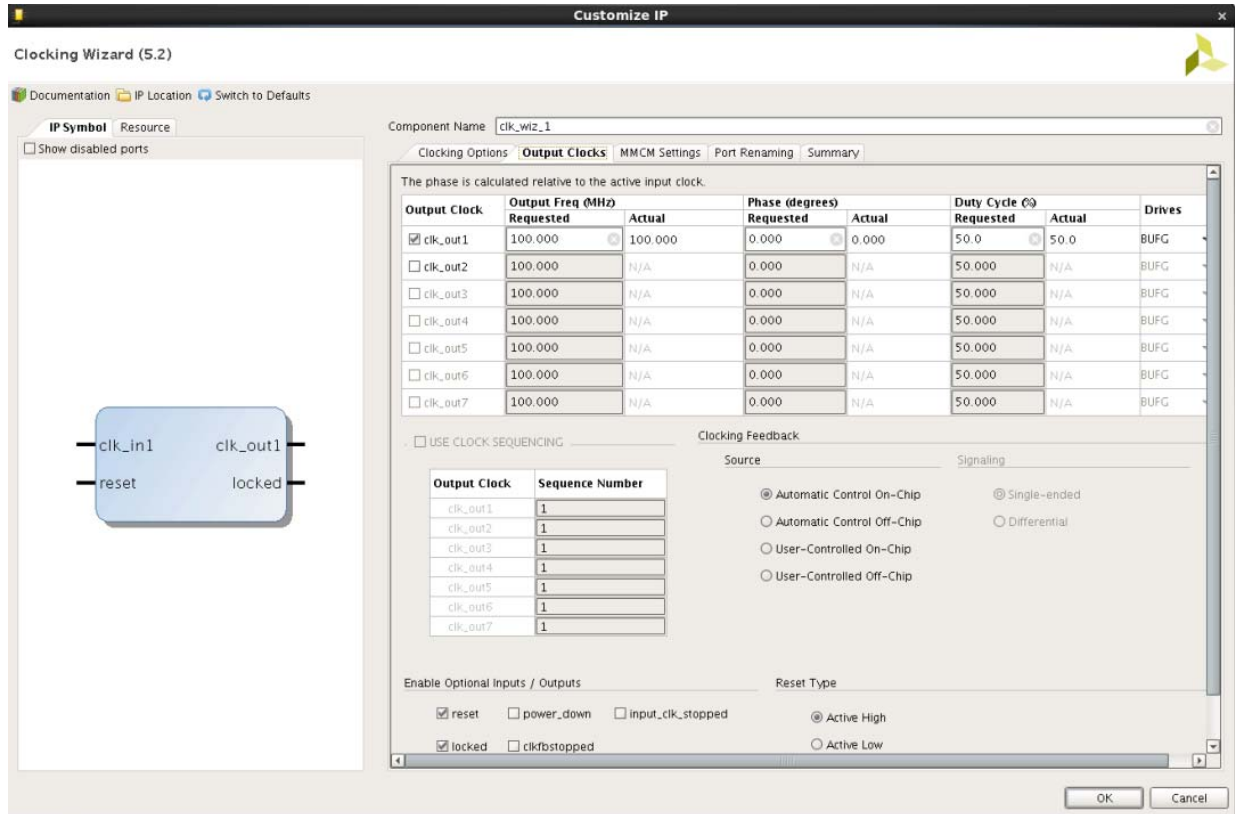 Customize IP
Clocking Wizard (5.2)
Documentation IP Location Switch to Defaults
IP Symbol Resource
Show disabled ports
clk_in1 clk_out1
reset locked
Component Name clk_wiz_1
Clocking Options Output Clocks MMCM Settings Port Renaming Summary
The phase is calculated relative to the active input clock.
Output Clock Output Freq (MHz) Phase (degrees) Duty Cycle (%) Drives
Requested Actual Requested Actual Requested Actual
clk_out1 100.000 100.000 0.000 0.000 50.0 50.0 BUFG
clk_out2 100.000 N/A 0.000 N/A 50.000 N/A BUFG
clk_out3 100.000 N/A 0.000 N/A 50.000 N/A BUFG
clk_out4 100.000 N/A 0.000 N/A 50.000 N/A BUFG
clk_out5 100.000 N/A 0.000 N/A 50.000 N/A BUFG
clk_out6 100.000 N/A 0.000 N/A 50.000 N/A BUFG
clk_out7 100.000 N/A 0.000 N/A 50.000 N/A BUFG
USE CLOCK SEQUENCING
Output Clock Sequence Number
clk_out1 1
clk_out2 1
clk_out3 1
clk_out4 1
clk_out5 1
clk_out6 1
clk_out7 1
Clocking Feedback
Source Signaling
Automatic Control On-Chip Single-ended
Automatic Control Off-Chip Differential
User-Controlled On-Chip
User-Controlled Off-Chip
Enable Optional Inputs / Outputs Reset Type
reset power_down input_clk_stopped Active High
locked clkfbstopped Active Low
OK Cancel